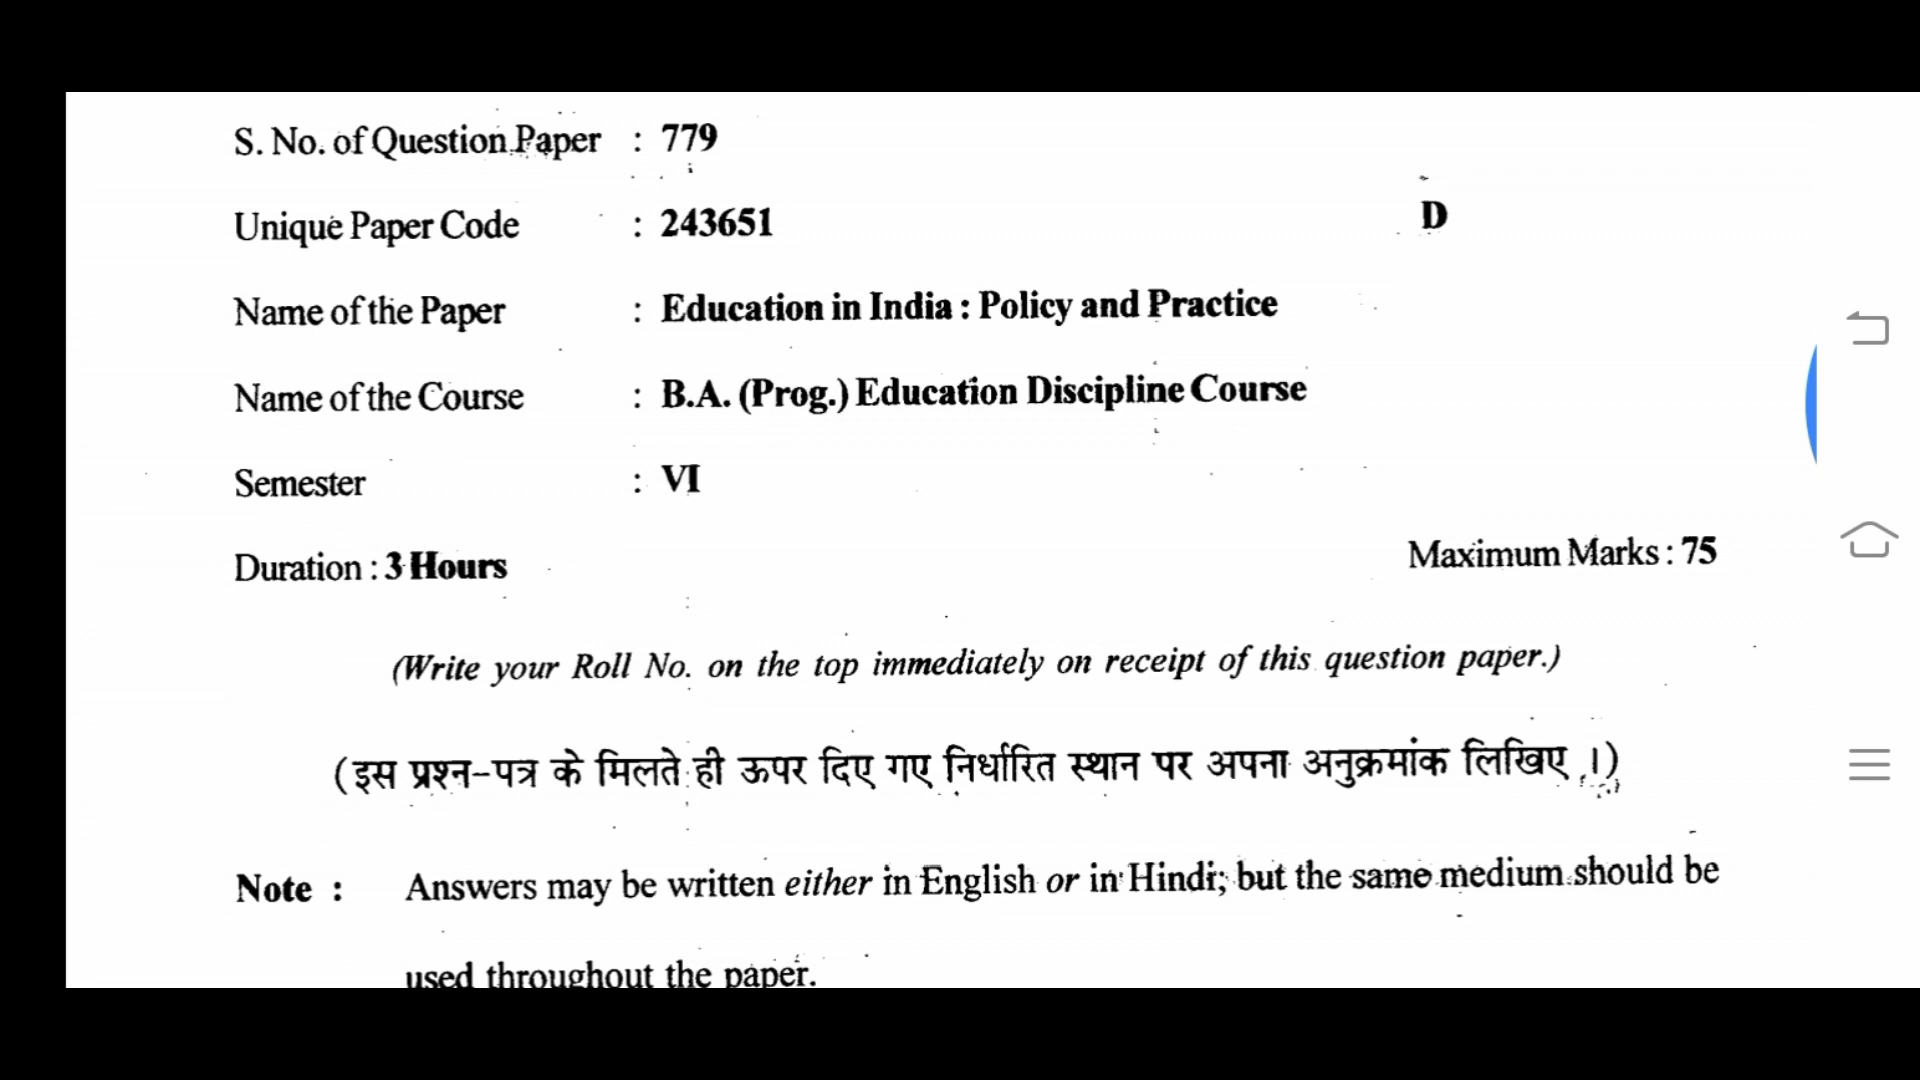 S. No. of Question Paper : 779
Unique Paper Code : 243651 D
Name of the Paper : Education in India : Policy and Practice
Name of the Course : B.A. (Prog.) Education Discipline Course
Semester : VI
Duration : 3 Hours Maximum Marks : 75
(Write your Roll No. on the top immediately on receipt of this question paper.)
(इस प्रश्न-पत्र के मिलते ही ऊपर दिए गए निर्धारित स्थान पर अपना अनुक्रमांक लिखिए ।)
Note : Answers may be written either in English or in Hindi; but the same medium should be
used throughout the paper.